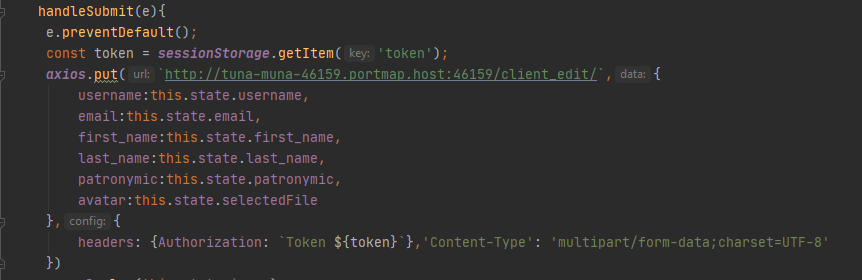 handleSubmit(e){
e.preventDefault();
const token = sessionStorage.getItem( key: 'token');
axios.put( url: `http://tuna-muna-46159.portmap.host:46159/client_edit/`, data: {
username:this.state.username,
email:this.state.email,
first_name:this.state.first_name,
last_name:this.state.last_name,
patronymic:this.state.patronymic,
avatar:this.state.selectedFile
}, config: {
headers: {Authorization: `Token ${token}`},'Content-Type': 'multipart/form-data;charset=UTF-8'
})